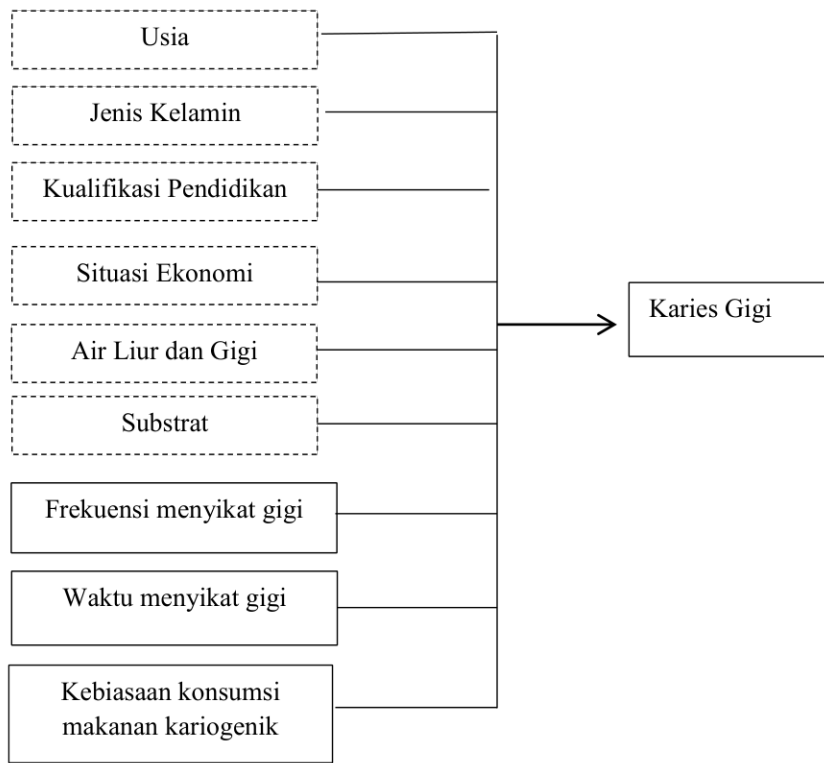 Usia
Jenis Kelamin
Kualifikasi Pendidikan
Situasi Ekonomi
Karies Gigi
Air Liur dan Gigi
Substrat
Frekuensi menyikat gigi
Waktu menyikat gigi
Kebiasaan konsumsi
makanan kariogenik